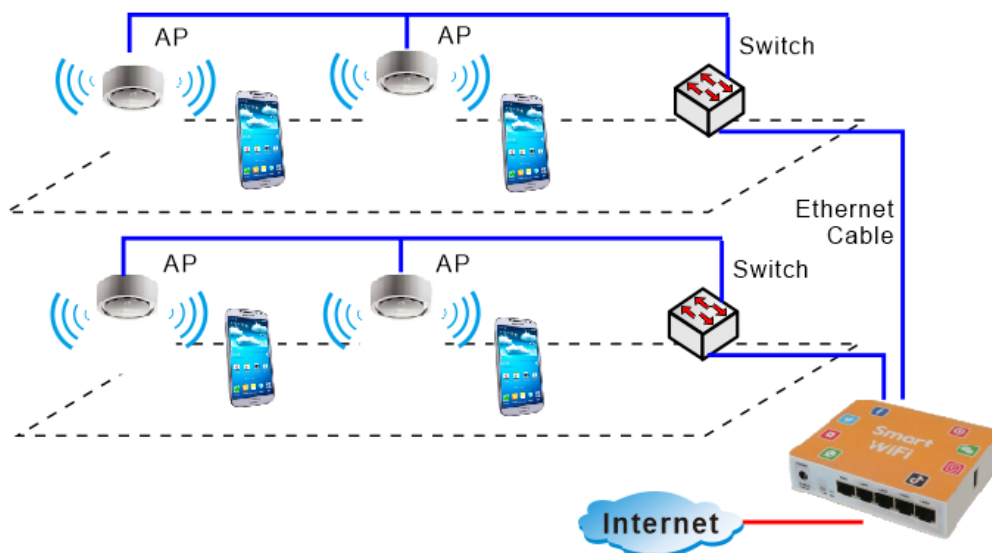 AP
AP
Switch
Ethernet
Cable
AP
AP
Switch
Smart
WiFi
Internet